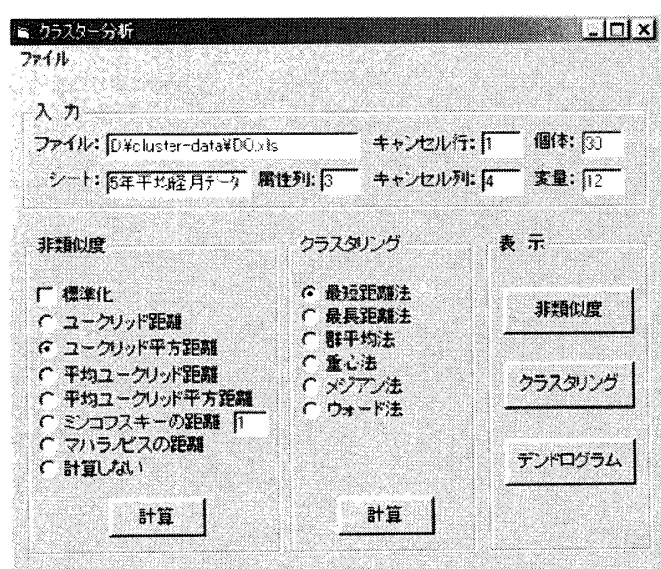 クラスター分析
ファイル
入 力
ファイル: D¥cluster-data¥DO.xls キャンセル行: 1 個体: 30
シート: 5年平均経月データ 属性列: 3 キャンセル列: 4 変量: 12
非類似度 クラスタリング 表 示
標準化
ユークリッド距離
ユークリッド平方距離
平均ユークリッド距離
平均ユークリッド平方距離
ミンコフスキーの距離 1
マハラノビスの距離
計算しない
計算
最短距離法
最長距離法
群平均法
重心法
メジアン法
ウォード法
計算
非類似度
クラスタリング
デンドログラム